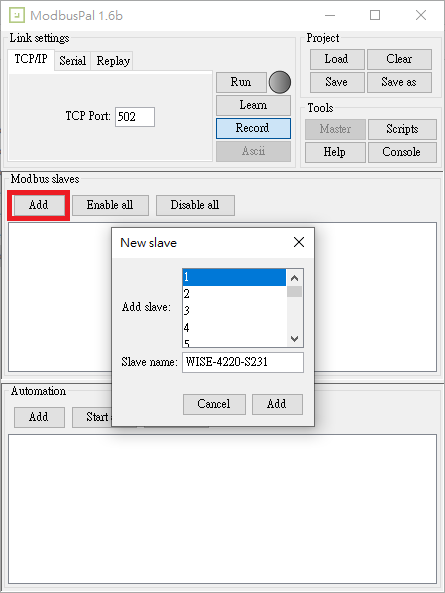 ModbusPal 1.6b
Link settings
TCP/IP Serial Replay
TCP Port: 502
Run
Learn
Record
Ascii
Project
Load Clear
Save Save as
Tools
Master Scripts
Help Console
Modbus slaves
Add Enable all Disable all
New slave
Add slave:
1
2
3
4
5
Slave name: WISE-4220-S231
Cancel Add
Automation
Add Start